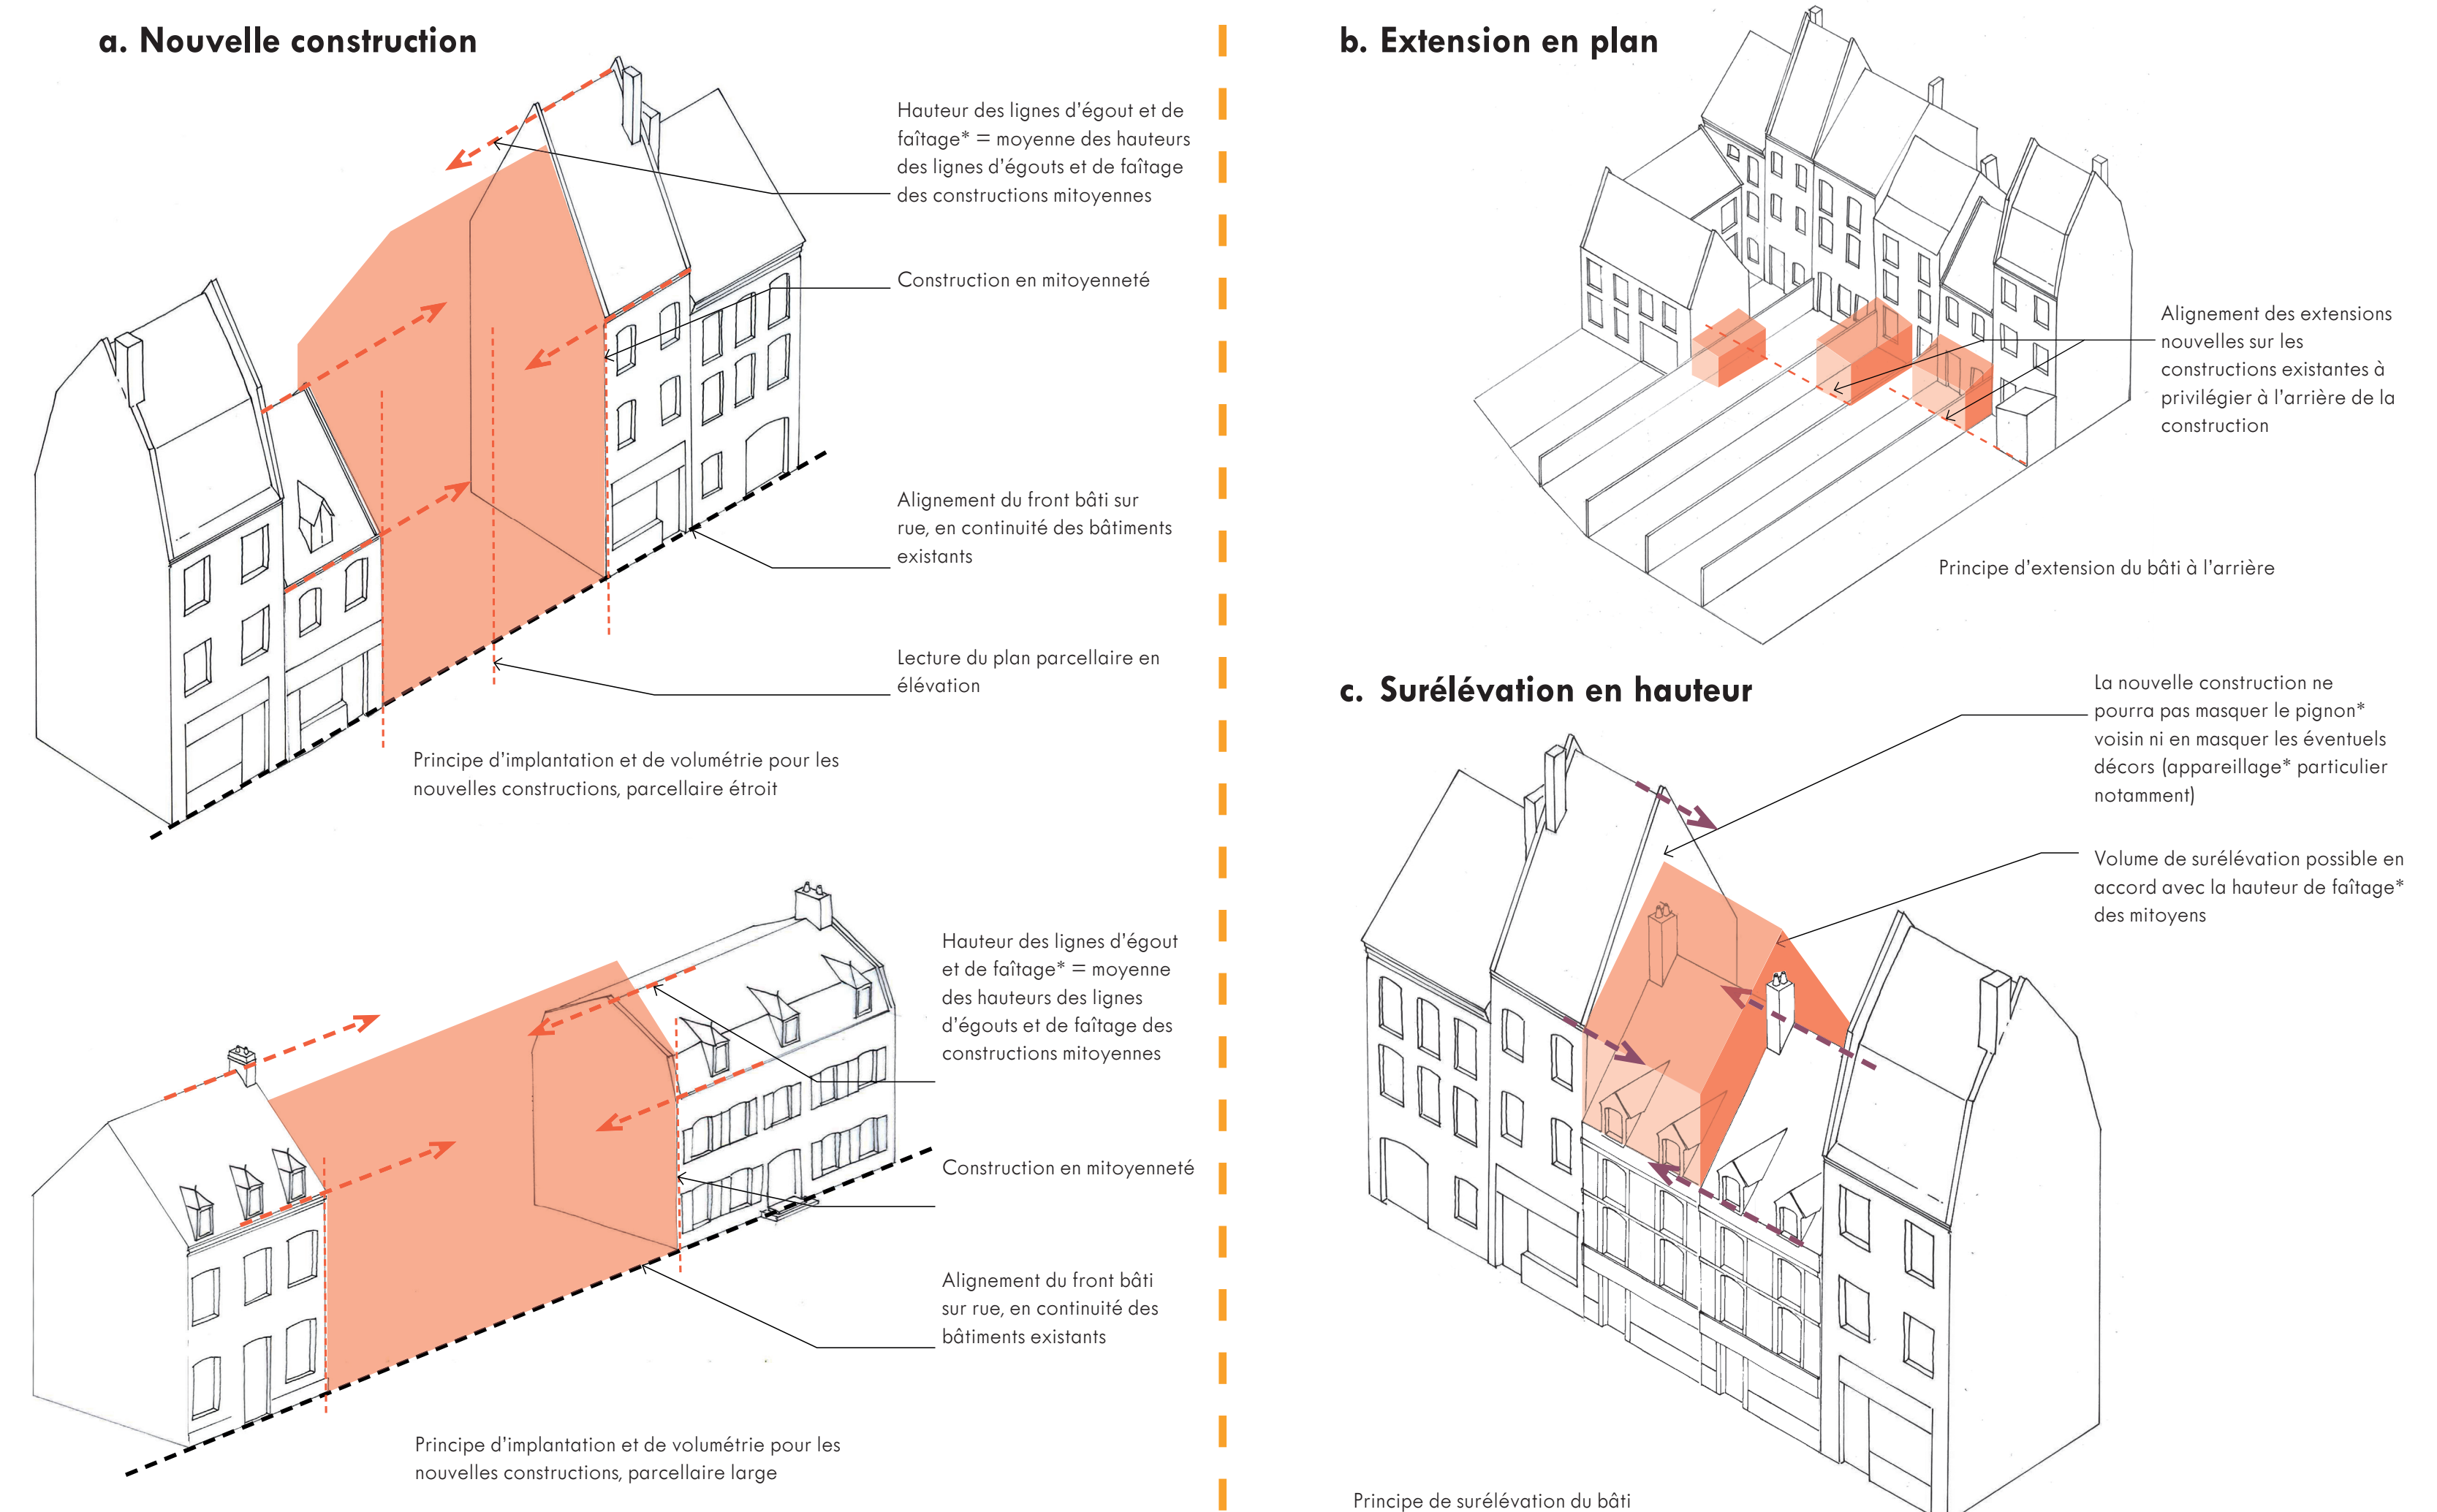 a. Nouvelle construction
Hauteur des lignes d'égout et de
faîtage* = moyenne des hauteurs
des lignes d'égouts et de faîtage
des constructions mitoyennes
Construction en mitoyenneté
Alignement du front bâti sur
rue, en continuité des bâtiments
existants
Lecture du plan parcellaire en
élévation
Principe d'implantation et de volumétrie pour les
nouvelles constructions, parcellaire étroit
Hauteur des lignes d'égout
et de faîtage* = moyenne
des hauteurs des lignes
d'égouts et de faîtage des
constructions mitoyennes
Construction en mitoyenneté
Alignement du front bâti
sur rue, en continuité des
bâtiments existants
Principe d'implantation et de volumétrie pour les
nouvelles constructions, parcellaire large
b. Extension en plan
Alignement des extensions
nouvelles sur les
constructions existantes à
privilégier à l'arrière de la
construction
Principe d'extension du bâti à l'arrière
c. Surélévation en hauteur
La nouvelle construction ne
pourra pas masquer le pignon*
voisin ni en masquer les éventuels
décors (appareillage* particulier
notamment)
Volume de surélévation possible en
accord avec la hauteur de faîtage*
des mitoyens
Principe de surélévation du bâti